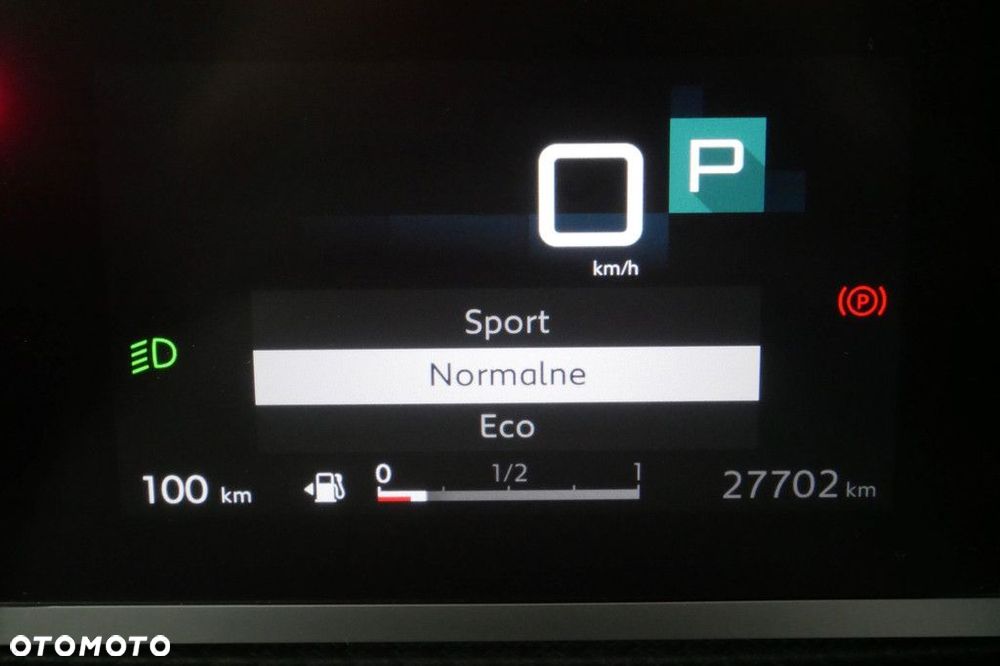 0
P
km/h
Sport
Normalne
Eco
(P)
100 km
0 1/2 1
27702 km
OTOMOTO